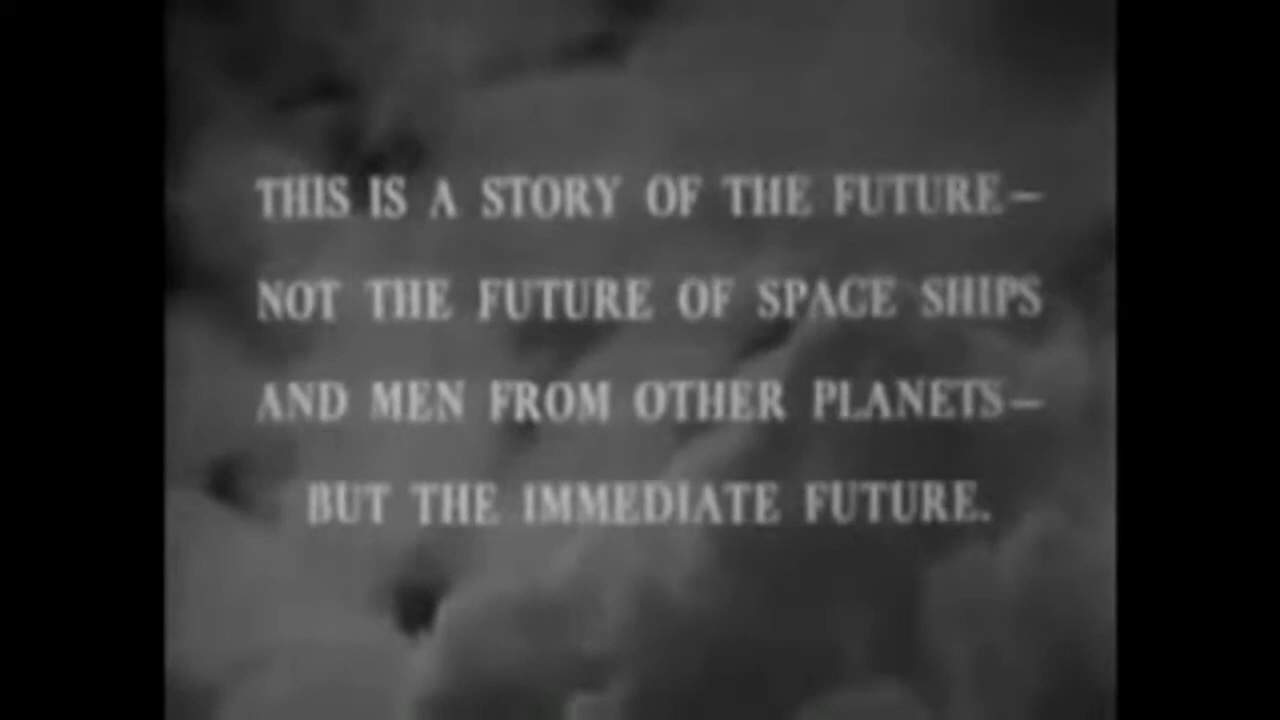 THIS IS A STORY OF THE FUTURE—
NOT THE FUTURE OF SPACE SHIPS
AND MEN FROM OTHER PLANETS—
BUT THE IMMEDIATE FUTURE.